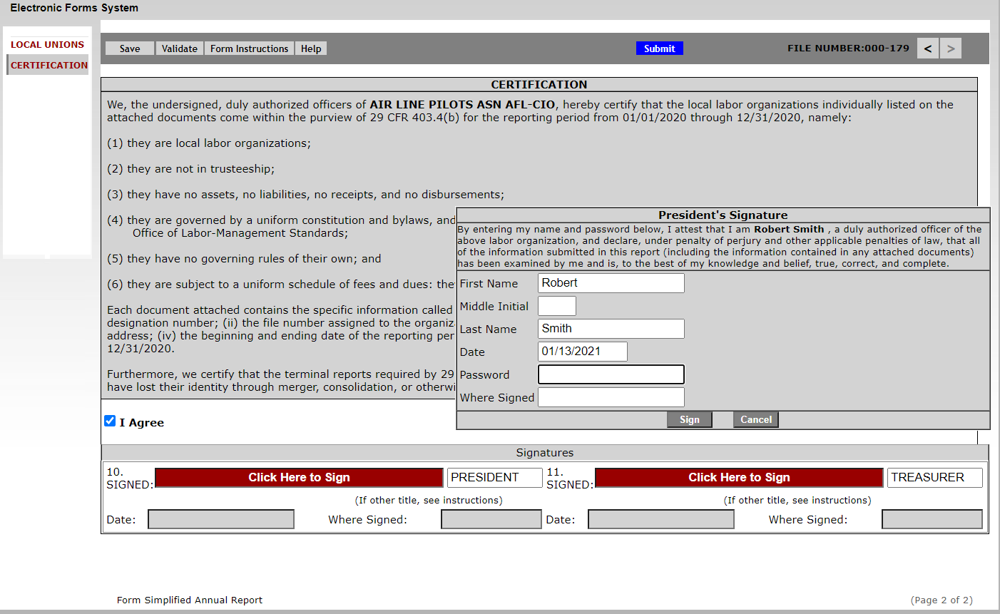 Electronic Forms System
LOCAL UNIONS
CERTIFICATION
Save Validate Form Instructions Help Submit FILE NUMBER:000-179 < >
CERTIFICATION
We, the undersigned, duly authorized officers of AIR LINE PILOTS ASN AFL-CIO, hereby certify that the local labor organizations individually listed on the
attached documents come within the purview of 29 CFR 403.4(b) for the reporting period from 01/01/2020 through 12/31/2020, namely:
(1) they are local labor organizations;
(2) they are not in trusteeship;
(3) they have no assets, no liabilities, no receipts, and no disbursements;
(4) they are governed by a uniform constitution and bylaws, and
Office of Labor-Management Standards;
(5) they have no governing rules of their own; and
(6) they are subject to a uniform schedule of fees and dues: the
Each document attached contains the specific information called
designation number; (ii) the file number assigned to the organiz
address; (iv) the beginning and ending date of the reporting per
12/31/2020.
Furthermore, we certify that the terminal reports required by 29
have lost their identity through merger, consolidation, or otherwi
President's Signature
By entering my name and password below, I attest that I am Robert Smith , a duly authorized officer of the
above labor organization, and declare, under penalty of perjury and other applicable penalties of law, that all
of the information submitted in this report (including the information contained in any attached documents)
has been examined by me and is, to the best of my knowledge and belief, true, correct, and complete.
First Name Robert
Middle Initial
Last Name Smith
Date 01/13/2021
Password
Where Signed
Sign Cancel
I Agree
Signatures
10. SIGNED: Click Here to Sign PRESIDENT 11. SIGNED: Click Here to Sign TREASURER
(If other title, see instructions) (If other title, see instructions)
Date: Where Signed: Date: Where Signed:
Form Simplified Annual Report (Page 2 of 2)